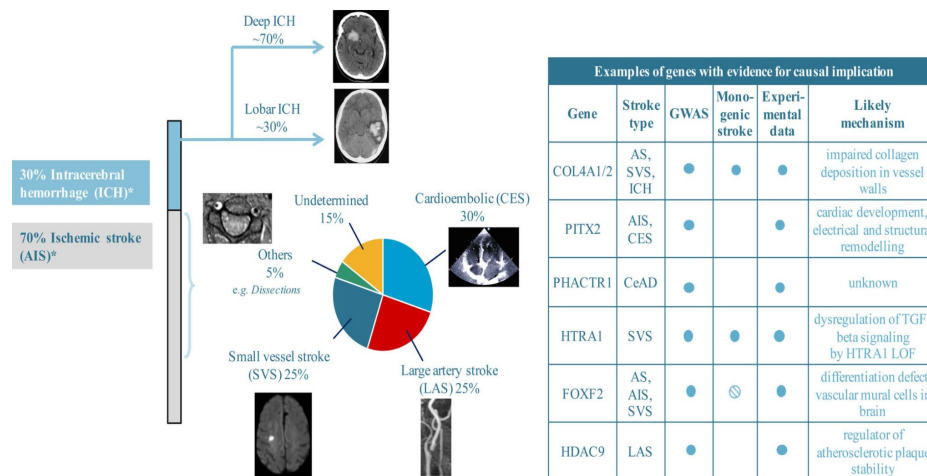 Deep ICH
~70%
Lobar ICH
~30%
30% Intracerebral
hemorrhage (ICH)*
70% Ischemic stroke
(AIS)*
Undetermined
15%
Cardioembolic (CES)
30%
Others
5%
e.g. Dissections
Small vessel stroke
(SVS) 25%
Large artery stroke
(LAS) 25%
Examples of genes with evidence for causal implication
Gene
Stroke
type
GWAS
Mono-
genic
stroke
Experi-
mental
data
Likely
mechanism
COL4A1/2
AS,
SVS,
ICH
impaired collagen
deposition in vessel
walls
PITX2
AIS,
CES
cardiac development,
electrical and structura
remodelling
PHACTR1
CeAD
unknown
HTRA1
SVS
dysregulation of TGF
beta signaling
by HTRA1 LOF
FOXF2
AS,
AIS,
SVS
differentiation defect
vascular mural cells in
brain
HDAC9
LAS
regulator of
atherosclerotic plaque
stability